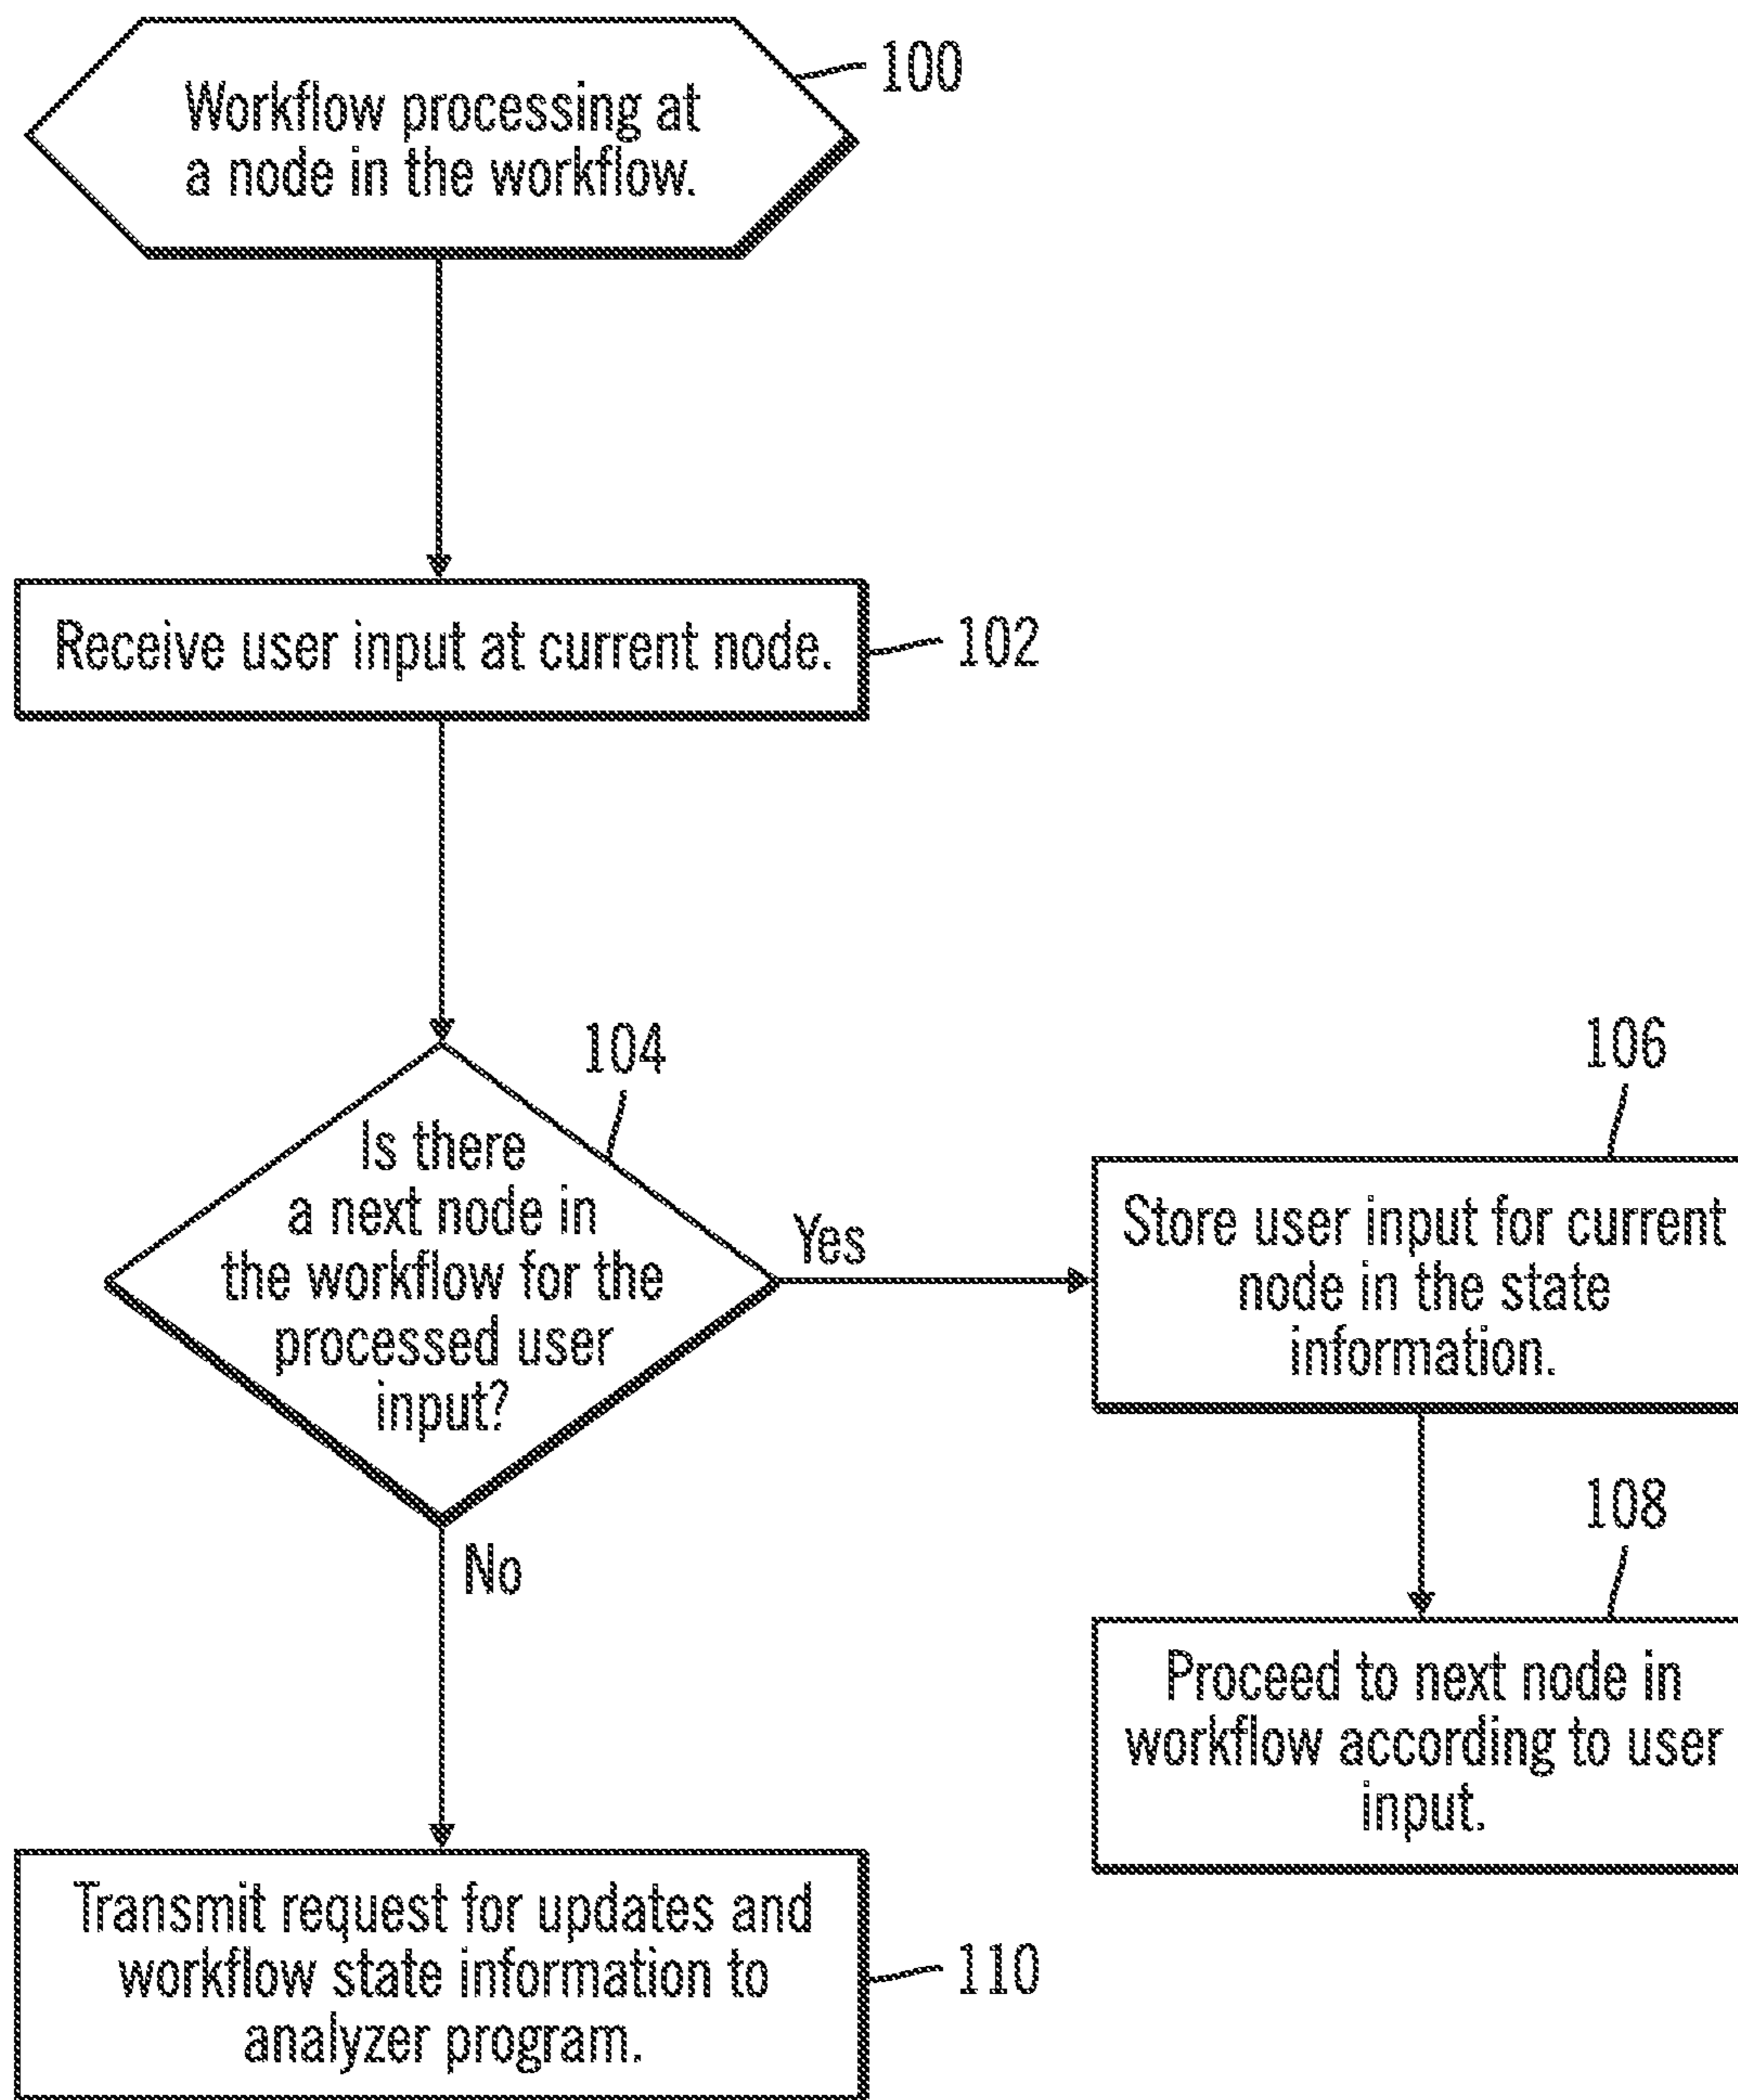 Workflow processing at
a node in the workflow.
100
Receive user input at current node.
102
104
Is there
a next node in
the workflow for the
processed user
input?
Yes
No
106
Store user input for current
node in the state
information.
108
Proceed to next node in
workflow according to user
input.
Transmit request for updates and
workflow state information to
analyzer program.
110